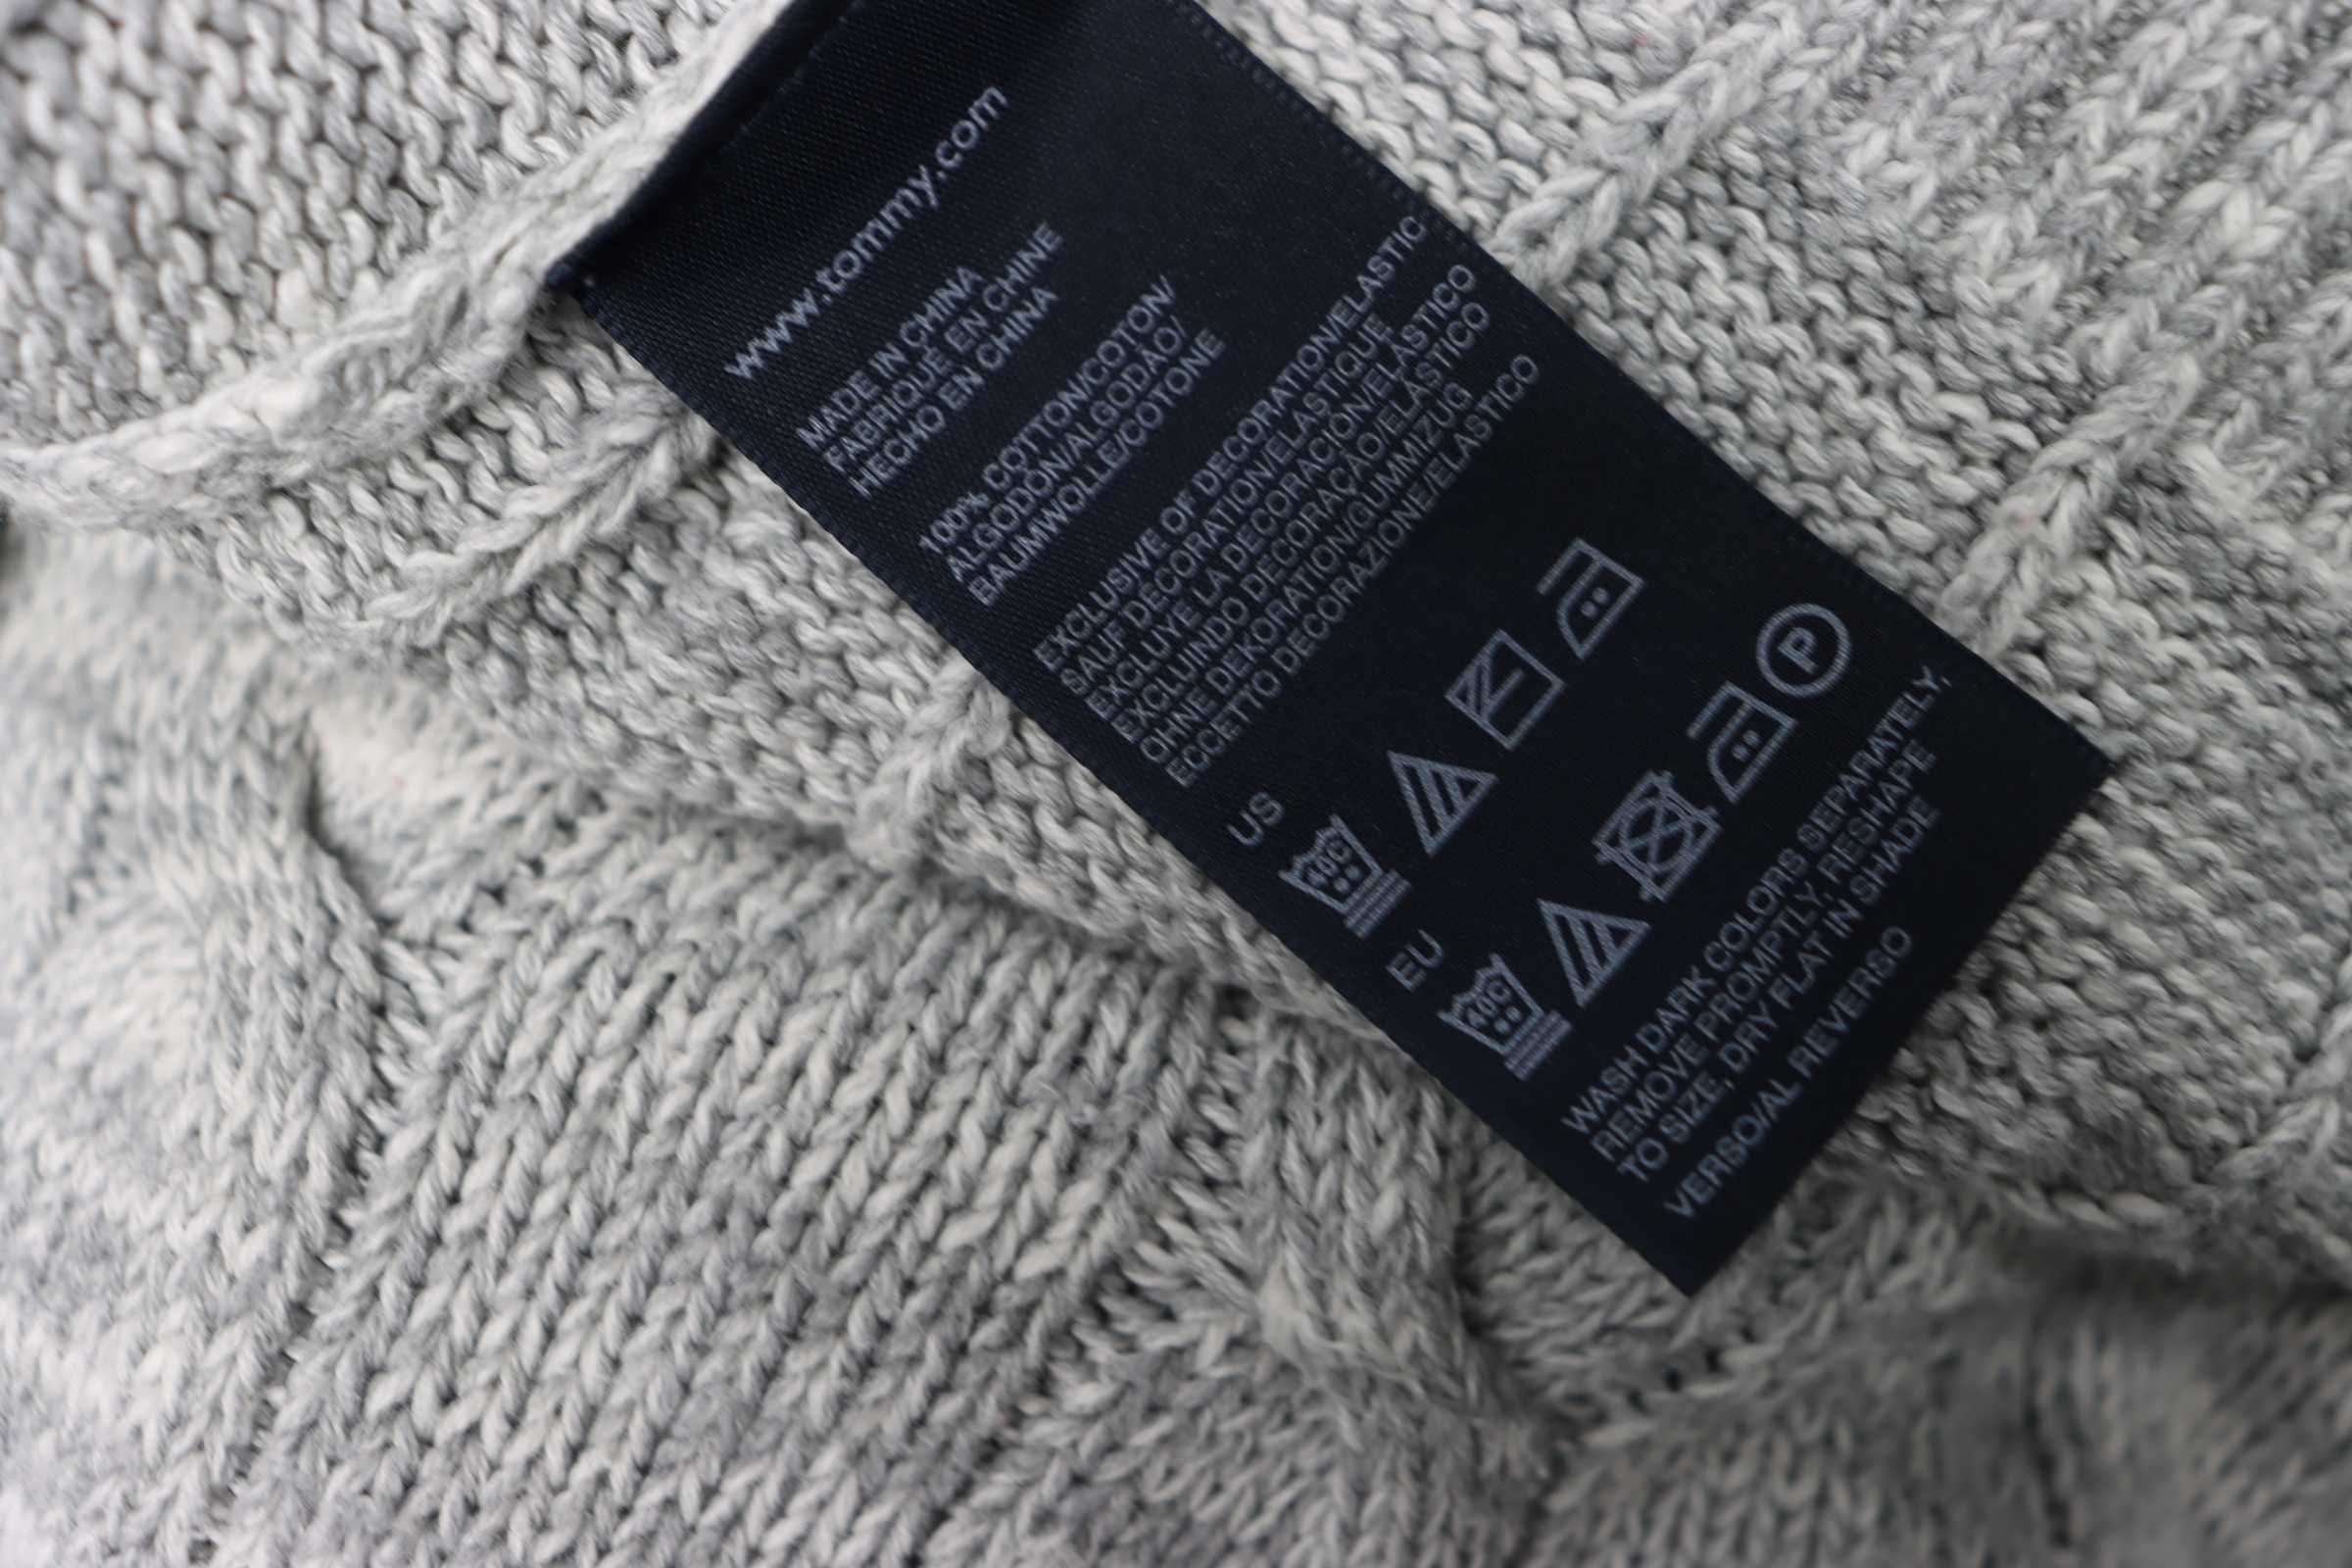 www.tommy.com
MADE IN CHINA
FABRIQUÉ EN CHINE
HECHO EN CHINA
100% COTTON/COTON/
ALGODÓN/ALGODÃO/
BAUMWOLLE/COTONE
EXCLUSIVE OF DECORATION/ELASTIC
SAUF DECORATION/ELASTIQUE
EXCLUYE LA DECORACIÓN/ELÁSTICO
EXCLUINDO DECORAÇÃO/ELÁSTICO
OHNE DEKORATION/GUMMIZUG
ECCETTO DECORAZIONE/ELASTICO
US
40C
EU
40C
P
WASH DARK COLORS SEPARATELY,
REMOVE PROMPTLY, RESHAPE
TO SIZE, DRY FLAT IN SHADE
VERSO/AL REVERSO